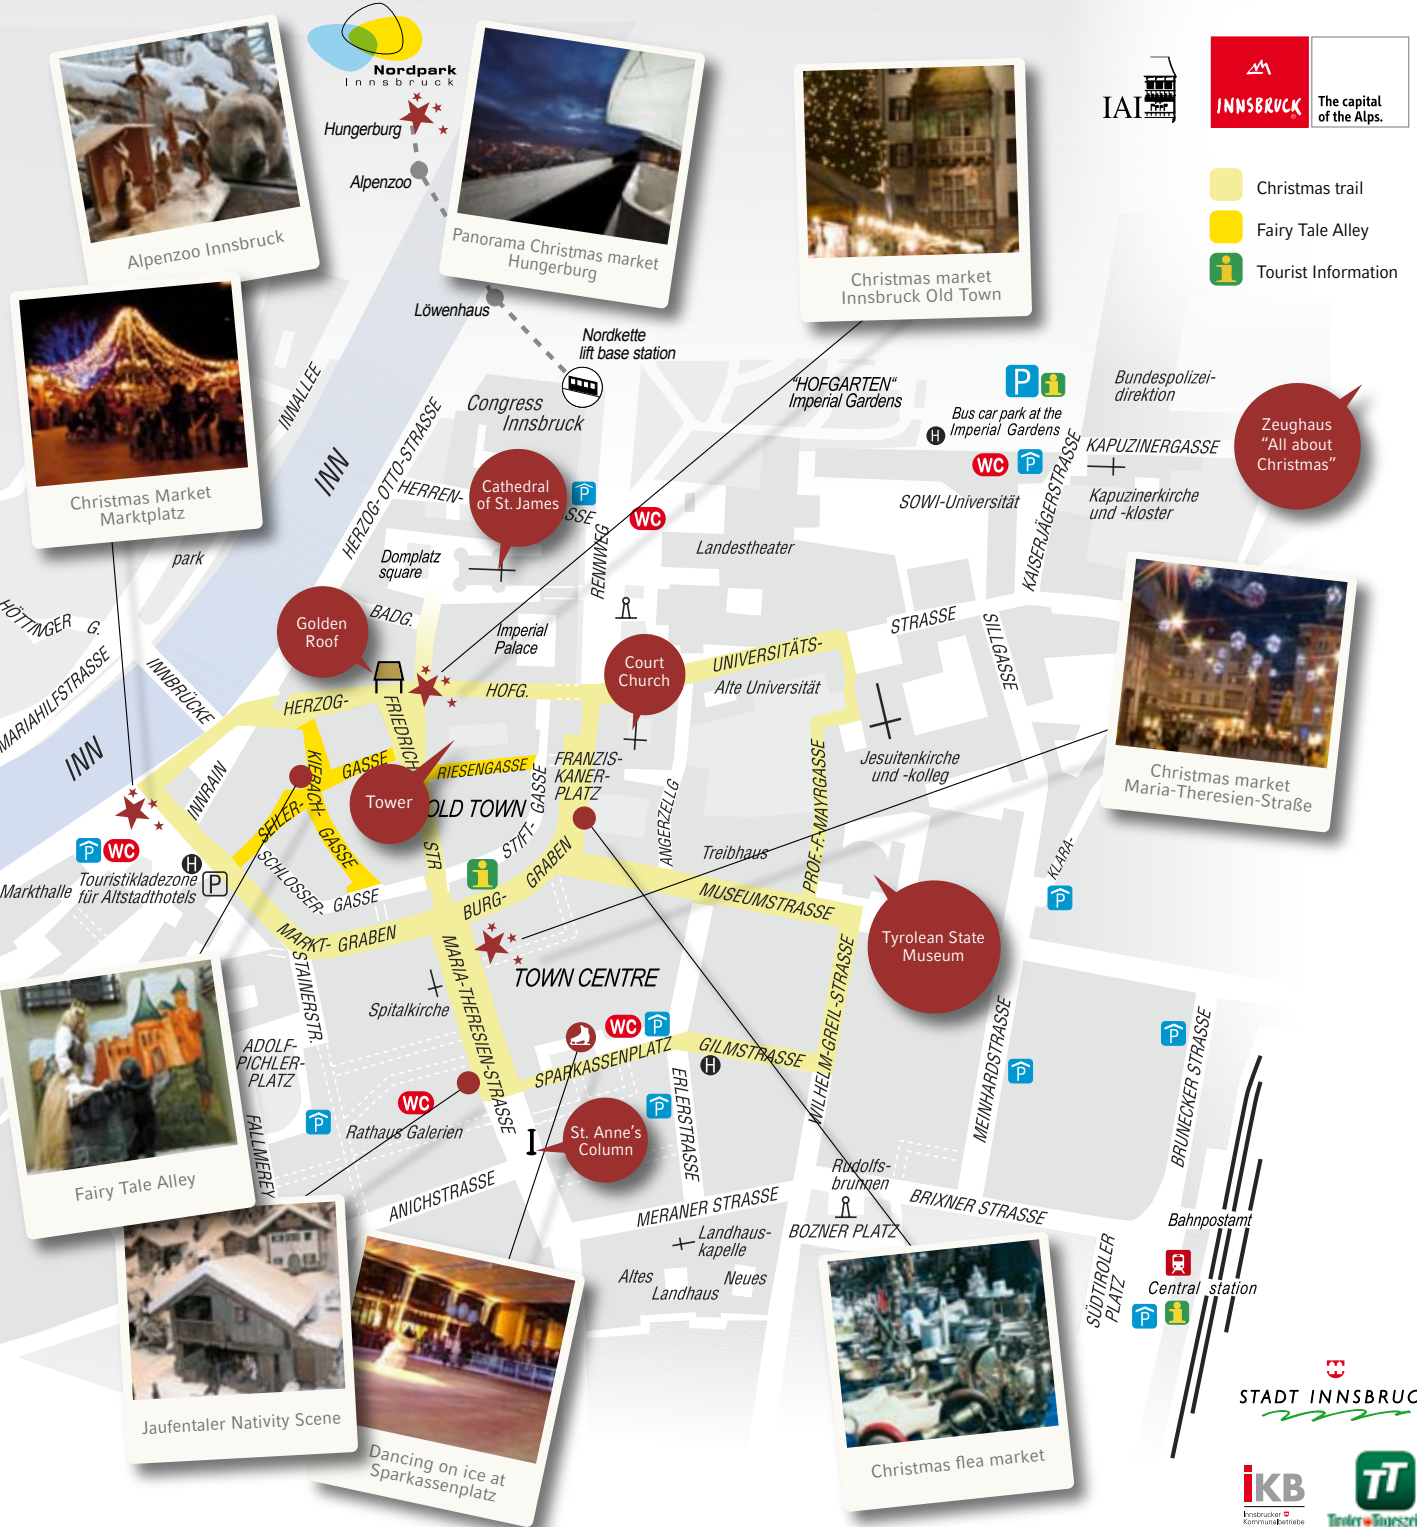 Nordpark
Innsbruck
Hungerburg
Alpenzoo
Alpenzoo Innsbruck
Panorama Christmas market
Hungerburg
Christmas market
Innsbruck Old Town
IAI
INNSBRUCK
The capital
of the Alps.
Christmas trail
Fairy Tale Alley
Tourist Information
Löwenhaus
Nordkette
lift base station
Christmas Market
Marktplatz
INNALLEE
INN
HERZOG-OTTO-STRASSE
Congress
Innsbruck
"HOFGARTEN"
Imperial Gardens
P
Bus car park at the
Imperial Gardens
H
WC
P
Bundespolizei-
direktion
KAPUZINERGASSE
Zeughaus
“All about
Christmas”
Kapuzinerkirche
und -kloster
SOWI-Universität
KAISERJÄGERSTRASSE
HERREN-
SSE
Cathedral
of St. James
P
WC
RENNWEG
Landestheater
park
Domplatz
square
BADG.
Golden
Roof
Imperial
Palace
Court
Church
HÖTTINGER G.
MARIAHILFSTRASSE
INNBRÜCKE
INN
HERZOG-
FRIEDRICH
HOFG.
UNIVERSITÄTS-
STRASSE
SILLGASSE
Alte Universität
Jesuitenkirche
und -kolleg
Christmas market
Maria-Theresien-Straße
INNRAIN
KIEBACH-
GASSE
SEILER-
GASSE
RIESENGASSE
Tower
OLD TOWN
STR
STIFT-
GASSE
FRANZIS-
KANER-
PLATZ
ANGERZELLG
PROF.-F.-MAYRGASSE
Treibhaus
KLARA-
P
P
WC
H
Markthalle
Touristikladezone
für Altstadthotels
P
SCHLOSSER-
GASSE
BURG-
GRABEN
MUSEUMSTRASSE
Tyrolean State
Museum
MARKT-
GRABEN
STAINERSTR.
MARIA-THERESIEN-STRASSE
TOWN CENTRE
Spitalkirche
WILHELM-GREIL-STRASSE
MEINHARDSTRASSE
BRUNECKER STRASSE
P
P
WC
P
SPARKASSENPLATZ
GILMSTRASSE
H
ADOLF-
PICHLER-
PLATZ
P
FALLMEREY
WC
Rathaus Galerien
St. Anne's
Column
P
ERLERSTRASSE
Fairy Tale Alley
ANICHSTRASSE
MERANER STRASSE
Rudolfs-
brunnen
BOZNER PLATZ
BRIXNER STRASSE
Landhaus-
kapelle
Altes
Neues
Landhaus
SÜDTIROLER
PLATZ
Bahnpostamt
Central station
P
Jaufentaler Nativity Scene
Dancing on ice at
Sparkassenplatz
Christmas flea market
STADT INNSBRUC
iKB
Innsbrucker
Kommunalbetriebe
TT